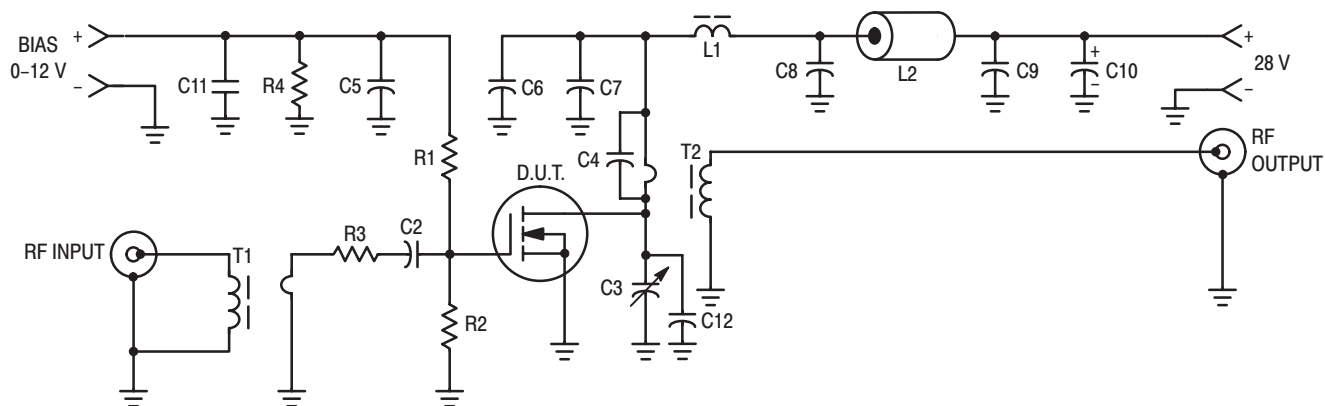 BIAS
0–12 V
+
–
C11
R4
C5
R1
C6
C7
L1
C8
L2
C9
+
C10
–
+
28 V
–
C4
T2
RF
OUTPUT
D.U.T.
RF INPUT
T1
R3
C2
R2
C3
C12